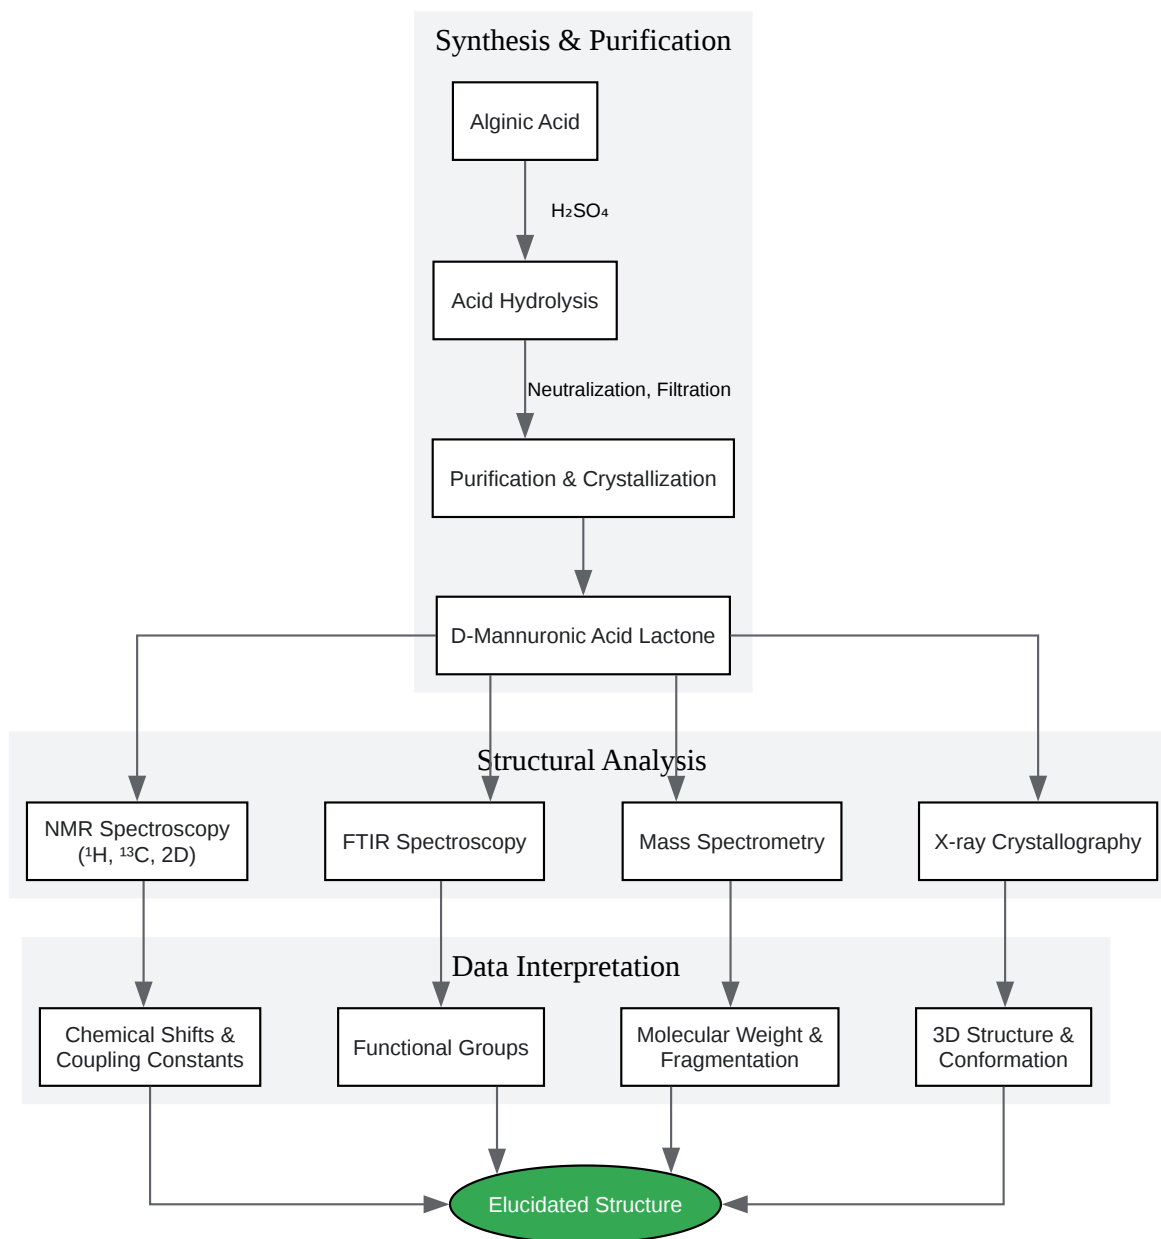 Synthesis & Purification
Alginic Acid
H₂SO₄
Acid Hydrolysis
Neutralization, Filtration
Purification & Crystallization
D-Mannuronic Acid Lactone
Structural Analysis
NMR Spectroscopy
(¹H, ¹³C, 2D)
FTIR Spectroscopy
Mass Spectrometry
X-ray Crystallography
Data Interpretation
Chemical Shifts &
Coupling Constants
Functional Groups
Molecular Weight &
Fragmentation
3D Structure &
Conformation
Elucidated Structure